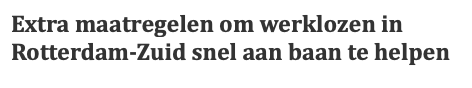 Extra maatregelen om werklozen in
Rotterdam-Zuid snel aan baan te helpen